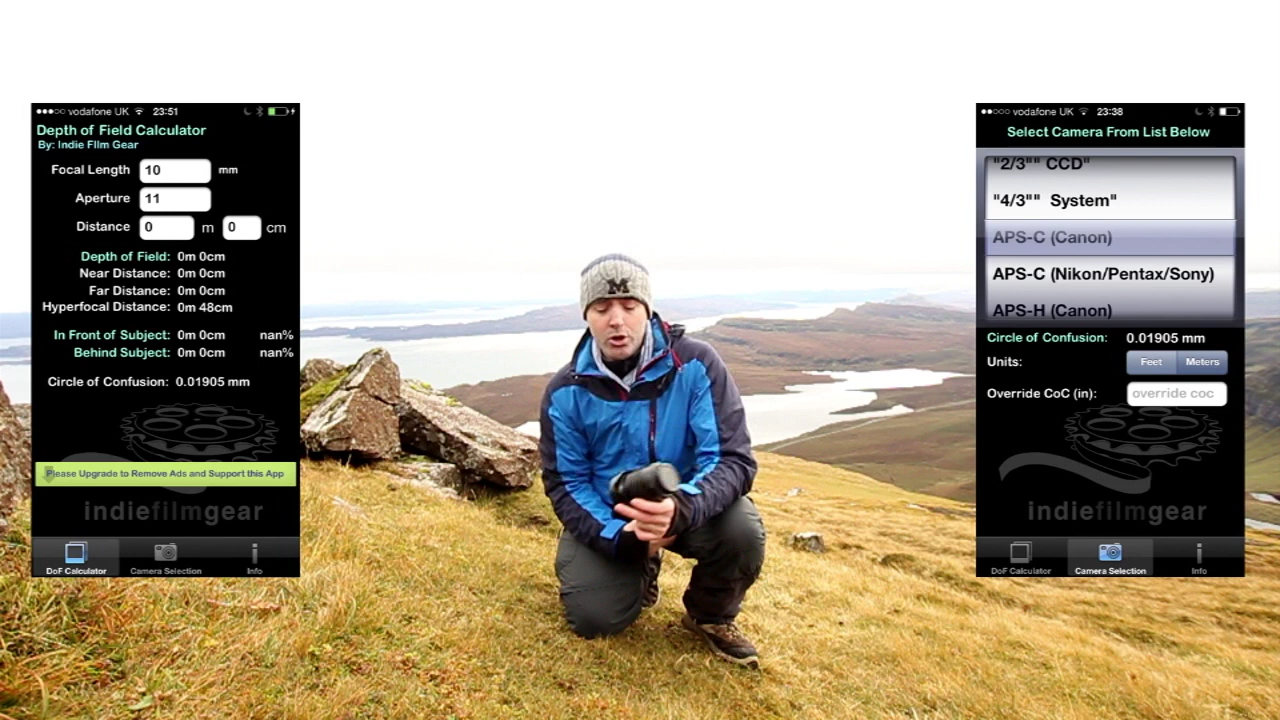 ●●●○○ vodafone UK 23:51
Depth of Field Calculator
By: Indie Film Gear
Focal Length 10 mm
Aperture 11
Distance 0 m 0 cm
Depth of Field: 0m 0cm
Near Distance: 0m 0cm
Far Distance: 0m 0cm
Hyperfocal Distance: 0m 48cm
In Front of Subject: 0m 0cm nan%
Behind Subject: 0m 0cm nan%
Circle of Confusion: 0.01905 mm
Please Upgrade to Remove Ads and Support this App
indiefilmgear
DoF Calculator Camera Selection Info
M
●●○○○ vodafone UK 23:38
Select Camera From List Below
"2/3"" CCD"
"4/3"" System"
APS-C (Canon)
APS-C (Nikon/Pentax/Sony)
APS-H (Canon)
Circle of Confusion: 0.01905 mm
Units: Feet Meters
Override CoC (in): override coc
indiefilmgear
DoF Calculator Camera Selection Info